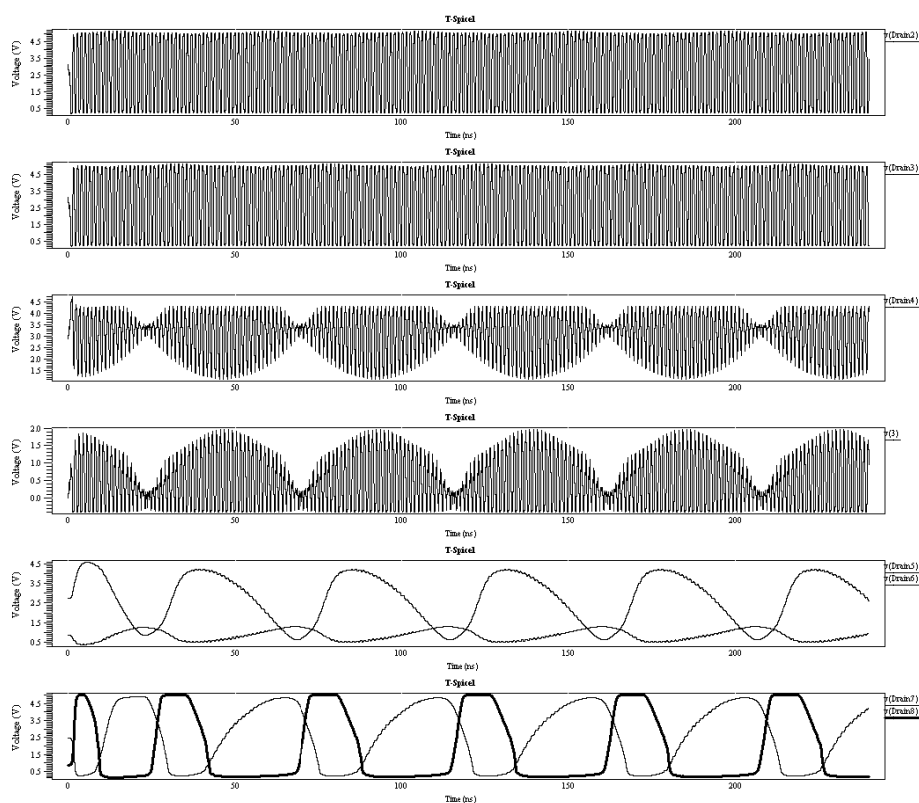 T-Spice1
Voltage (V)
4.5
3.5
2.5
1.5
0.5
0
50
100
150
200
Time (ns)
v(Drain2)
T-Spice1
Voltage (V)
4.5
3.5
2.5
1.5
0.5
0
50
100
150
200
Time (ns)
v(Drain3)
T-Spice1
Voltage (V)
4.5
4.0
3.5
3.0
2.5
2.0
1.5
0
50
100
150
200
Time (ns)
v(Drain4)
T-Spice1
Voltage (V)
2.0
1.5
1.0
0.5
0.0
0
50
100
150
200
Time (ns)
v(3)
T-Spice1
Voltage (V)
4.5
3.5
2.5
1.5
0.5
0
50
100
150
200
Time (ns)
v(Drain5)
v(Drain6)
T-Spice1
Voltage (V)
4.5
3.5
2.5
1.5
0.5
0
50
100
150
200
Time (ns)
v(Drain7)
v(Drain8)